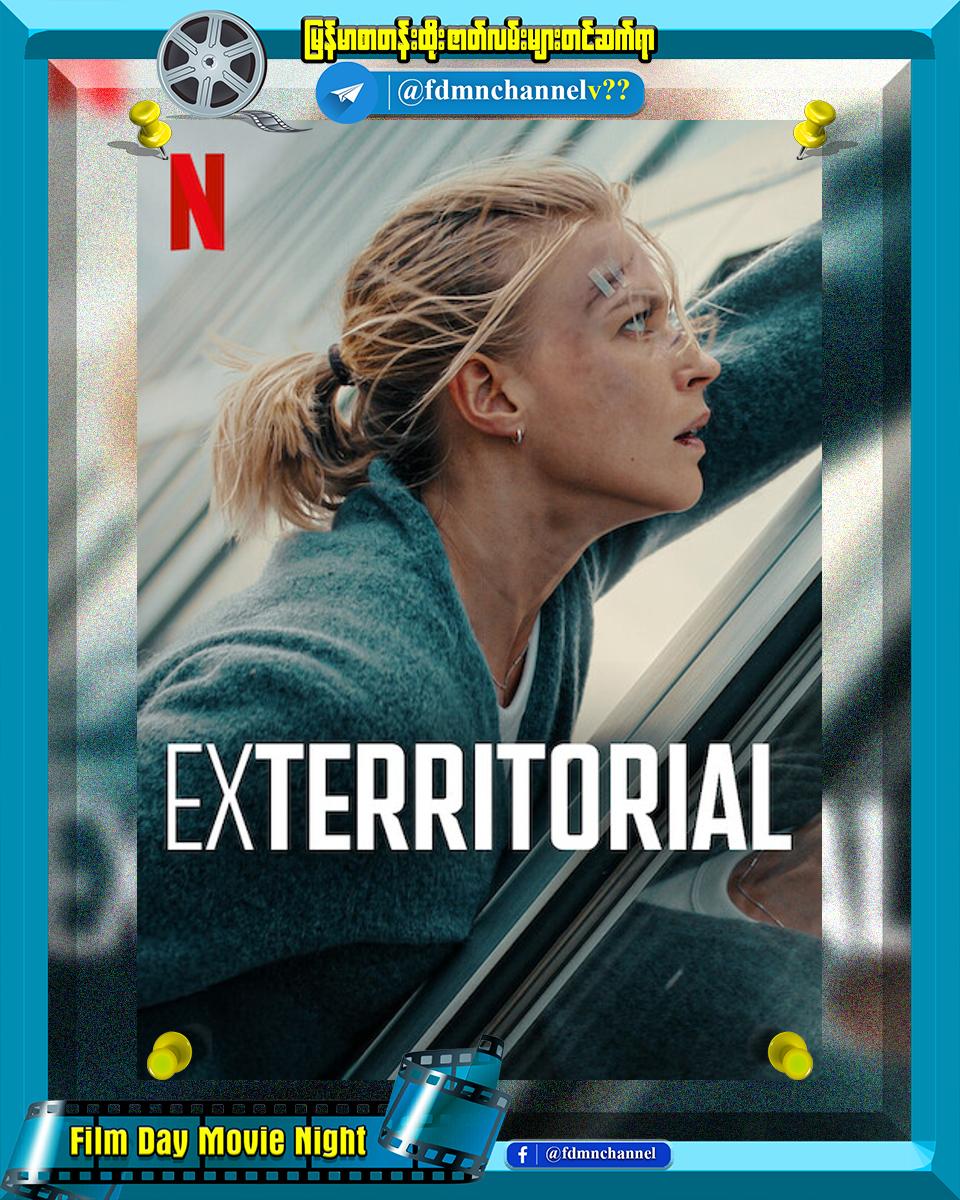 မြန်မာစာတန်းထိုးဇာတ်လမ်းများတင်ဆက်ရာ
@fdmnchannelv??
N
EXTERRITORIAL
Film Day Movie Night
@fdmnchannel